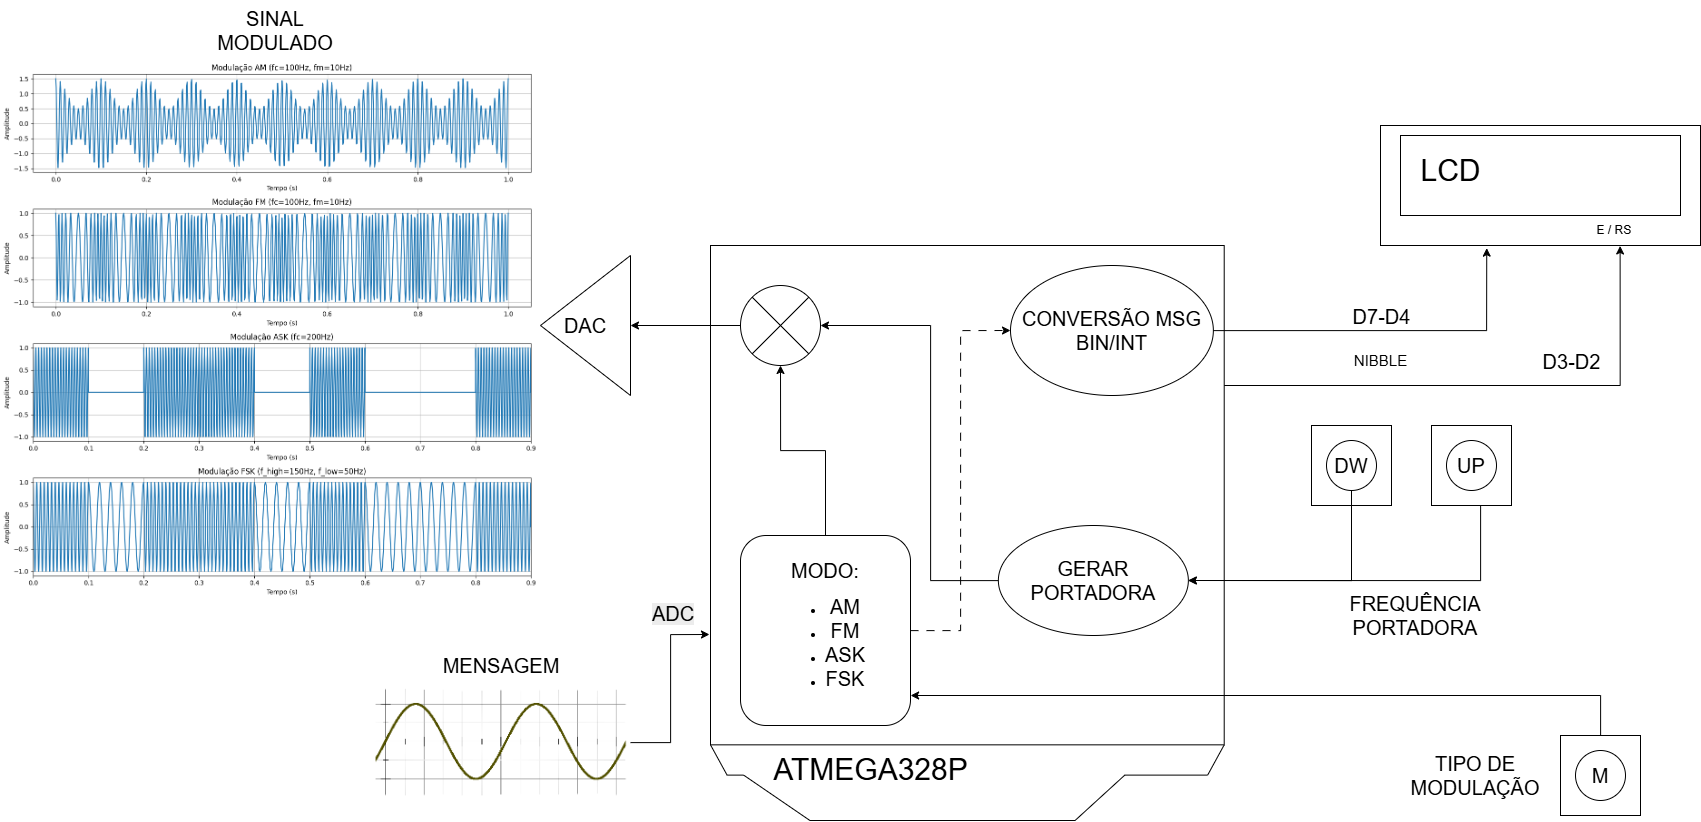 SINAL
MODULADO
Modulação AM (fc=100Hz, fm=10Hz)
Amplitude
1.5
1.0
0.5
0.0
−0.5
−1.0
−1.5
0.0 0.2 0.4 0.6 0.8 1.0
Tempo (s)
Modulação FM (fc=100Hz, fm=10Hz)
Amplitude
1.0
0.5
0.0
−0.5
−1.0
0.0 0.2 0.4 0.6 0.8 1.0
Tempo (s)
Modulação ASK (fc=200Hz)
Amplitude
1.0
0.5
0.0
−0.5
−1.0
0.0 0.1 0.2 0.3 0.4 0.5 0.6 0.7 0.8 0.9
Tempo (s)
Modulação FSK (f_high=150Hz, f_low=50Hz)
Amplitude
1.0
0.5
0.0
−0.5
−1.0
0.0 0.1 0.2 0.3 0.4 0.5 0.6 0.7 0.8 0.9
Tempo (s)
DAC
CONVERSÃO MSG
BIN/INT
LCD
E / RS
D7-D4
NIBBLE
D3-D2
DW
UP
GERAR
PORTADORA
FREQUÊNCIA
PORTADORA
MODO:
• AM
• FM
• ASK
• FSK
ADC
MENSAGEM
ATMEGA328P
TIPO DE
MODULAÇÃO
M